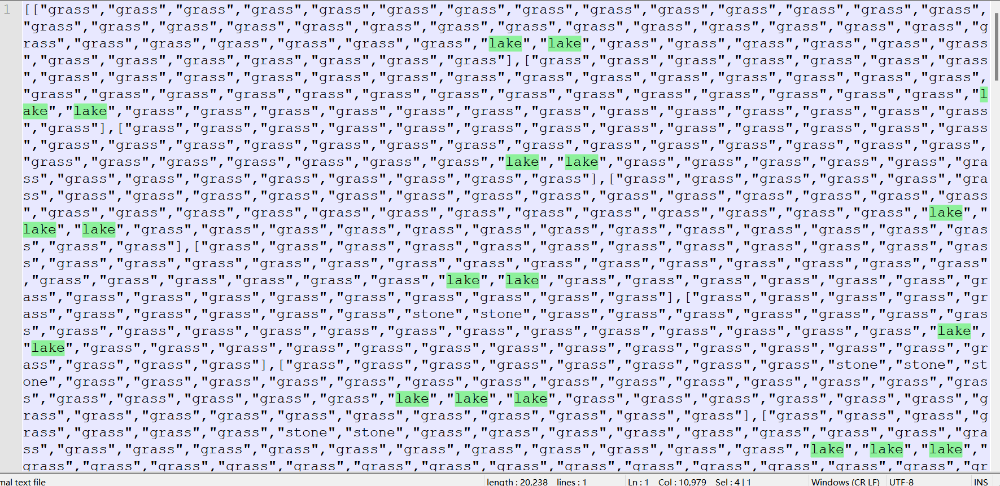 1
[["grass","grass","grass","grass","grass","grass","grass","grass","grass","grass","grass","grass","grass","grass",
"grass","grass","grass","grass","grass","grass","grass","grass","grass","grass","grass","grass","grass","grass","g
rass","grass","grass","grass","grass","grass","grass","lake","lake","grass","grass","grass","grass","grass","grass
","grass","grass","grass","grass","grass","grass","grass"],["grass","grass","grass","grass","grass","grass","grass
","grass","grass","grass","grass","grass","grass","grass","grass","grass","grass","grass","grass","grass","grass",
"grass","grass","grass","grass","grass","grass","grass","grass","grass","grass","grass","grass","grass","grass","l
ake","lake","grass","grass","grass","grass","grass","grass","grass","grass","grass","grass","grass","grass","grass
","grass"],["grass","grass","grass","grass","grass","grass","grass","grass","grass","grass","grass","grass","grass
","grass","grass","grass","grass","grass","grass","grass","grass","grass","grass","grass","grass","grass","grass",
"grass","grass","grass","grass","grass","grass","grass","lake","lake","grass","grass","grass","grass","grass","gra
ss","grass","grass","grass","grass","grass","grass","grass","grass"],["grass","grass","grass","grass","grass","gra
ss","grass","grass","grass","grass","grass","grass","grass","grass","grass","grass","grass","grass","grass","grass
","grass","grass","grass","grass","grass","grass","grass","grass","grass","grass","grass","grass","grass","lake","
lake","lake","grass","grass","grass","grass","grass","grass","grass","grass","grass","grass","grass","grass","gras
s","grass","grass"],["grass","grass","grass","grass","grass","grass","grass","grass","grass","grass","grass","gras
s","grass","grass","grass","grass","grass","grass","grass","grass","grass","grass","grass","grass","grass","grass"
,"grass","grass","grass","grass","grass","grass","lake","lake","grass","grass","grass","grass","grass","grass","gr
ass","grass","grass","grass","grass","grass","grass","grass","grass","grass"],["grass","grass","grass","grass","gr
ass","grass","grass","grass","grass","grass","stone","stone","grass","grass","grass","grass","grass","grass","gras
s","grass","grass","grass","grass","grass","grass","grass","grass","grass","grass","grass","grass","grass","lake",
"lake","grass","grass","grass","grass","grass","grass","grass","grass","grass","grass","grass","grass","grass","gr
ass","grass","grass","grass"],["grass","grass","grass","grass","grass","grass","grass","grass","stone","stone","st
one","grass","grass","grass","grass","grass","grass","grass","grass","grass","grass","grass","grass","grass","gras
s","grass","grass","grass","grass","grass","lake","lake","lake","grass","grass","grass","grass","grass","grass","g
rass","grass","grass","grass","grass","grass","grass","grass","grass","grass","grass"],["grass","grass","grass","g
rass","grass","grass","grass","stone","stone","grass","grass","grass","grass","grass","grass","grass","grass","gra
ss","grass","grass","grass","grass","grass","grass","grass","grass","grass","grass","grass","lake","lake","lake","
grass","grass","grass","grass","grass","grass","grass","grass","grass","grass","grass","grass","grass","grass","gr
mal text file length : 20,238 lines : 1 Ln : 1 Col : 10,979 Sel : 4 | 1 Windows (CR LF) UTF-8 INS